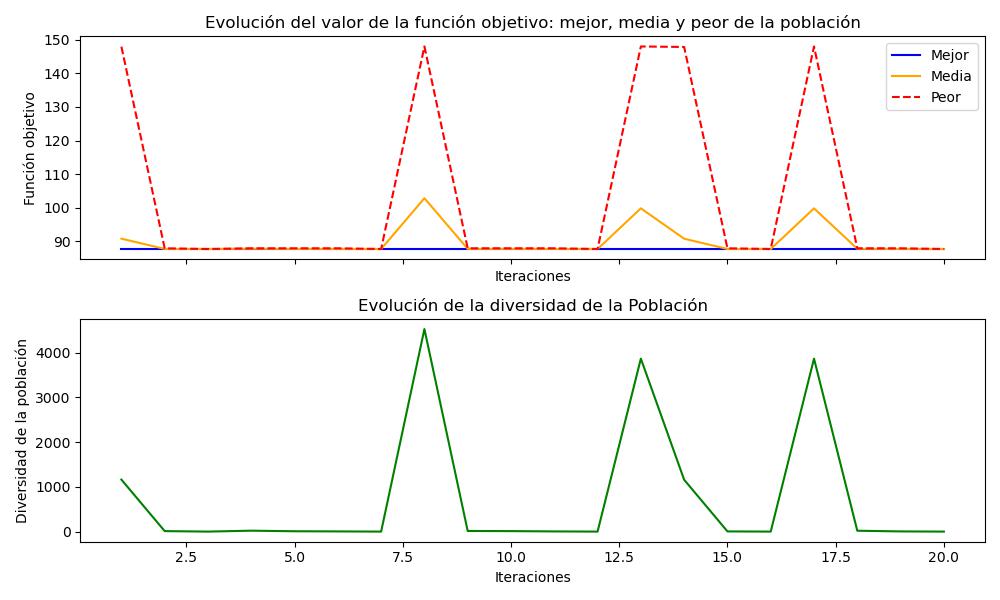 Evolución del valor de la función objetivo: mejor, media y peor de la población
150
140
130
120
110
100
90
Función objetivo
Mejor
Media
Peor
Iteraciones
Evolución de la diversidad de la Población
4000
3000
2000
1000
0
Diversidad de la población
2.5 5.0 7.5 10.0 12.5 15.0 17.5 20.0
Iteraciones